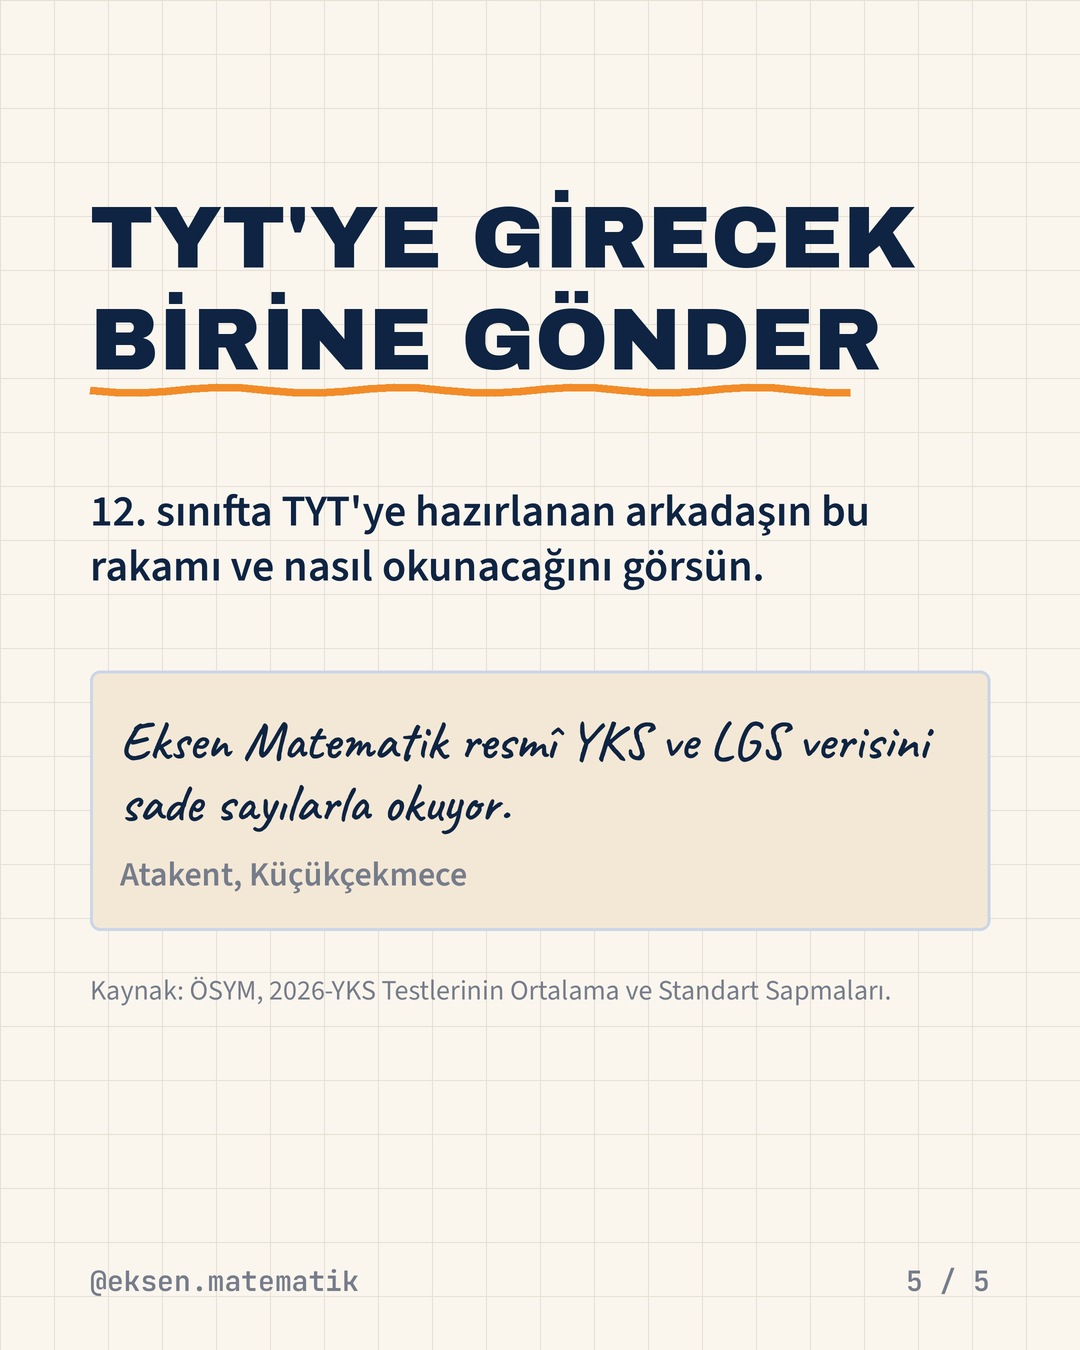 TYT'YE GİRECEK
BİRİNE GÖNDER
12. sınıfta TYT'ye hazırlanan arkadaşın bu
rakamı ve nasıl okunacağını görsün.
Eksen Matematik resmî YKS ve LGS verisini
sade sayılarla okuyor.
Atakent, Küçükçekmece
Kaynak: ÖSYM, 2026-YKS Testlerinin Ortalama ve Standart Sapmaları.
@eksen.matematik
5 / 5